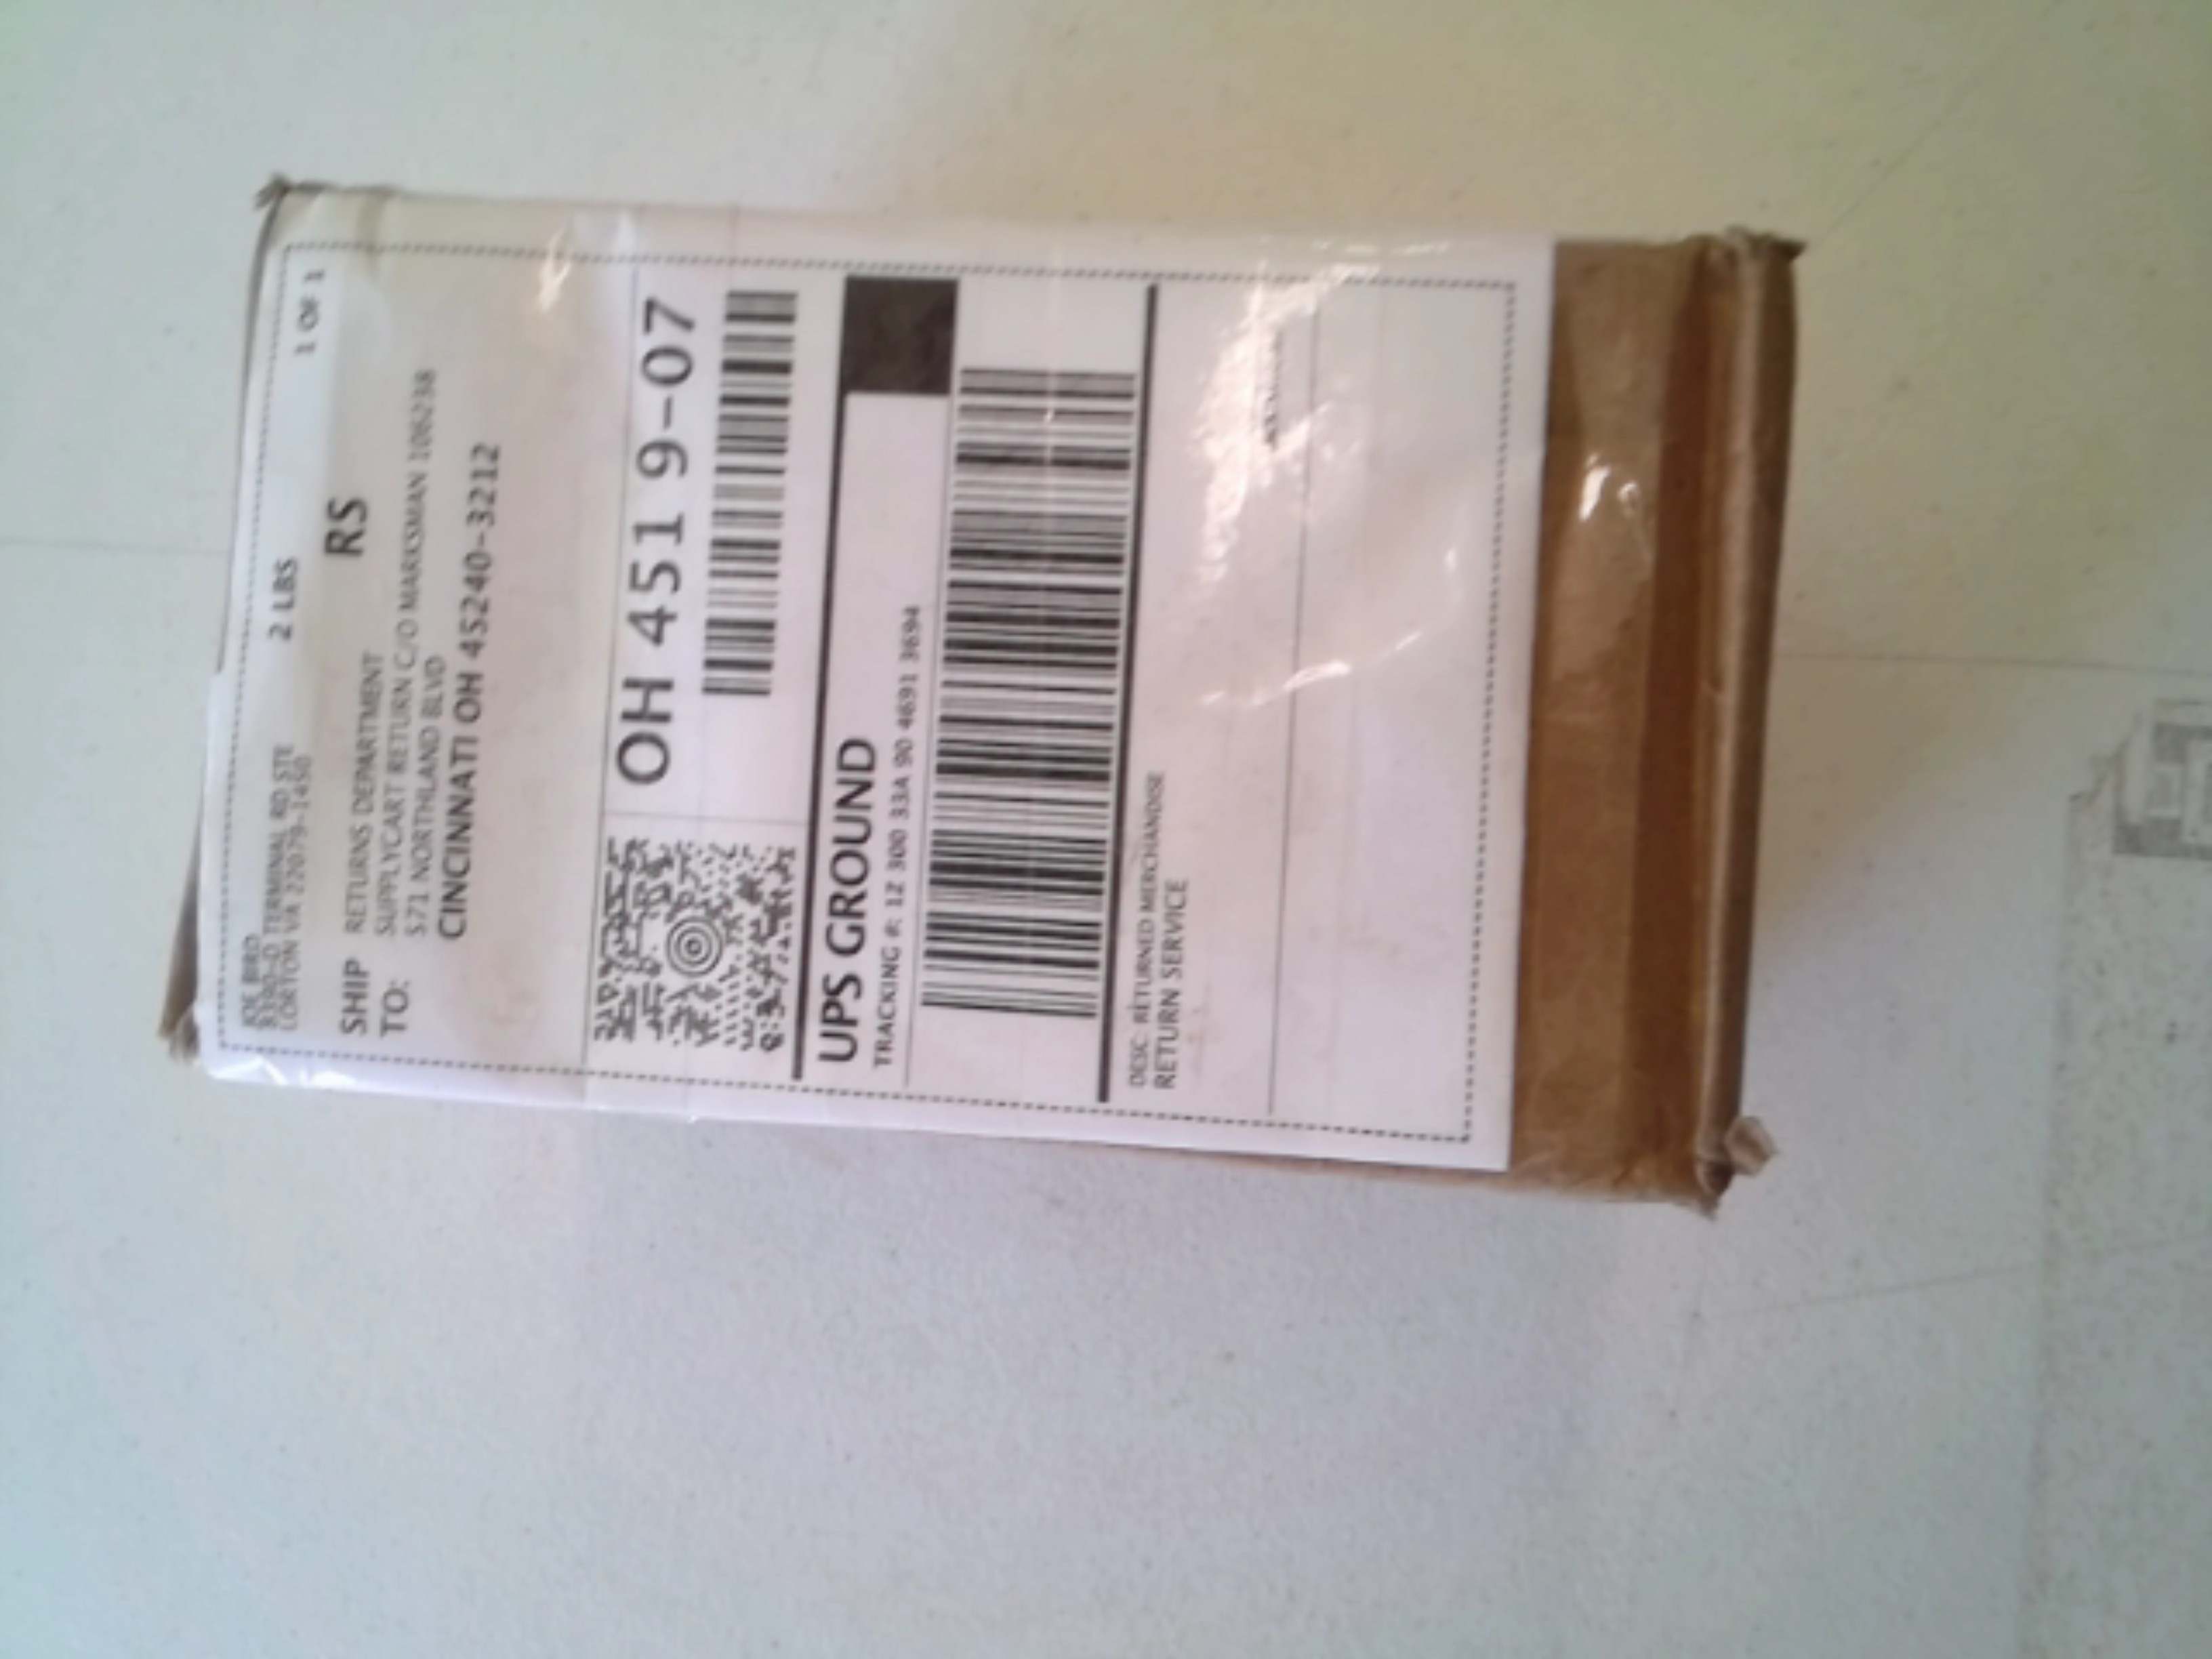 JOE BIRD
8390-D TERMINAL RD STE
LORTON VA 22079-1430
2 LBS
1 OF 1
SHIP TO:
RETURNS DEPARTMENT
RS
SUPPLYCART RETURN C/O MARKSMAN 106238
571 NORTHLAND BLVD
CINCINNATI OH 45240-3212
OH 451 9-07
UPS GROUND
TRACKING #: 1Z 300 33A 90 4691 3694
DESC: RETURNED MERCHANDISE
RETURN SERVICE